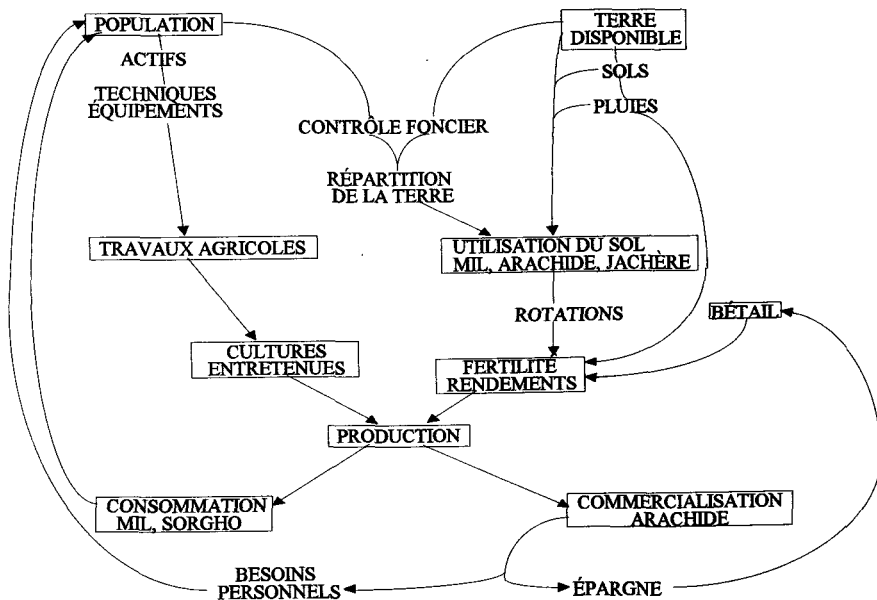 POPULATION
TERRE
DISPONIBLE
ACTIFS
SOLS
TECHNIQUES
ÉQUIPEMENTS
PLUIES
CONTRÔLE FONCIER
RÉPARTITION
DE LA TERRE
TRAVAUX AGRICOLES
UTILISATION DU SOL
MIL, ARACHIDE, JACHÈRE
ROTATIONS
BÉTAIL
CULTURES
ENTRETENUES
FERTILITÉ
RENDEMENTS
PRODUCTION
CONSOMMATION
MIL, SORGHO
COMMERCIALISATION
ARACHIDE
BESOINS
PERSONNELS
ÉPARGNE